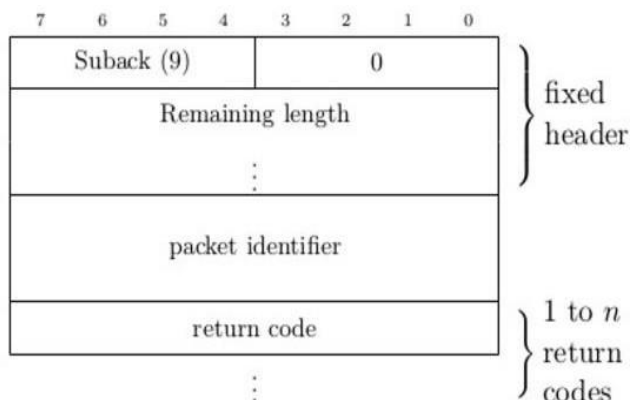 7 6 5 4 3 2 1 0
Suback (9) 0
Remaining length
⋮
fixed
header
packet identifier
return code
⋮
1 to n
return
codes